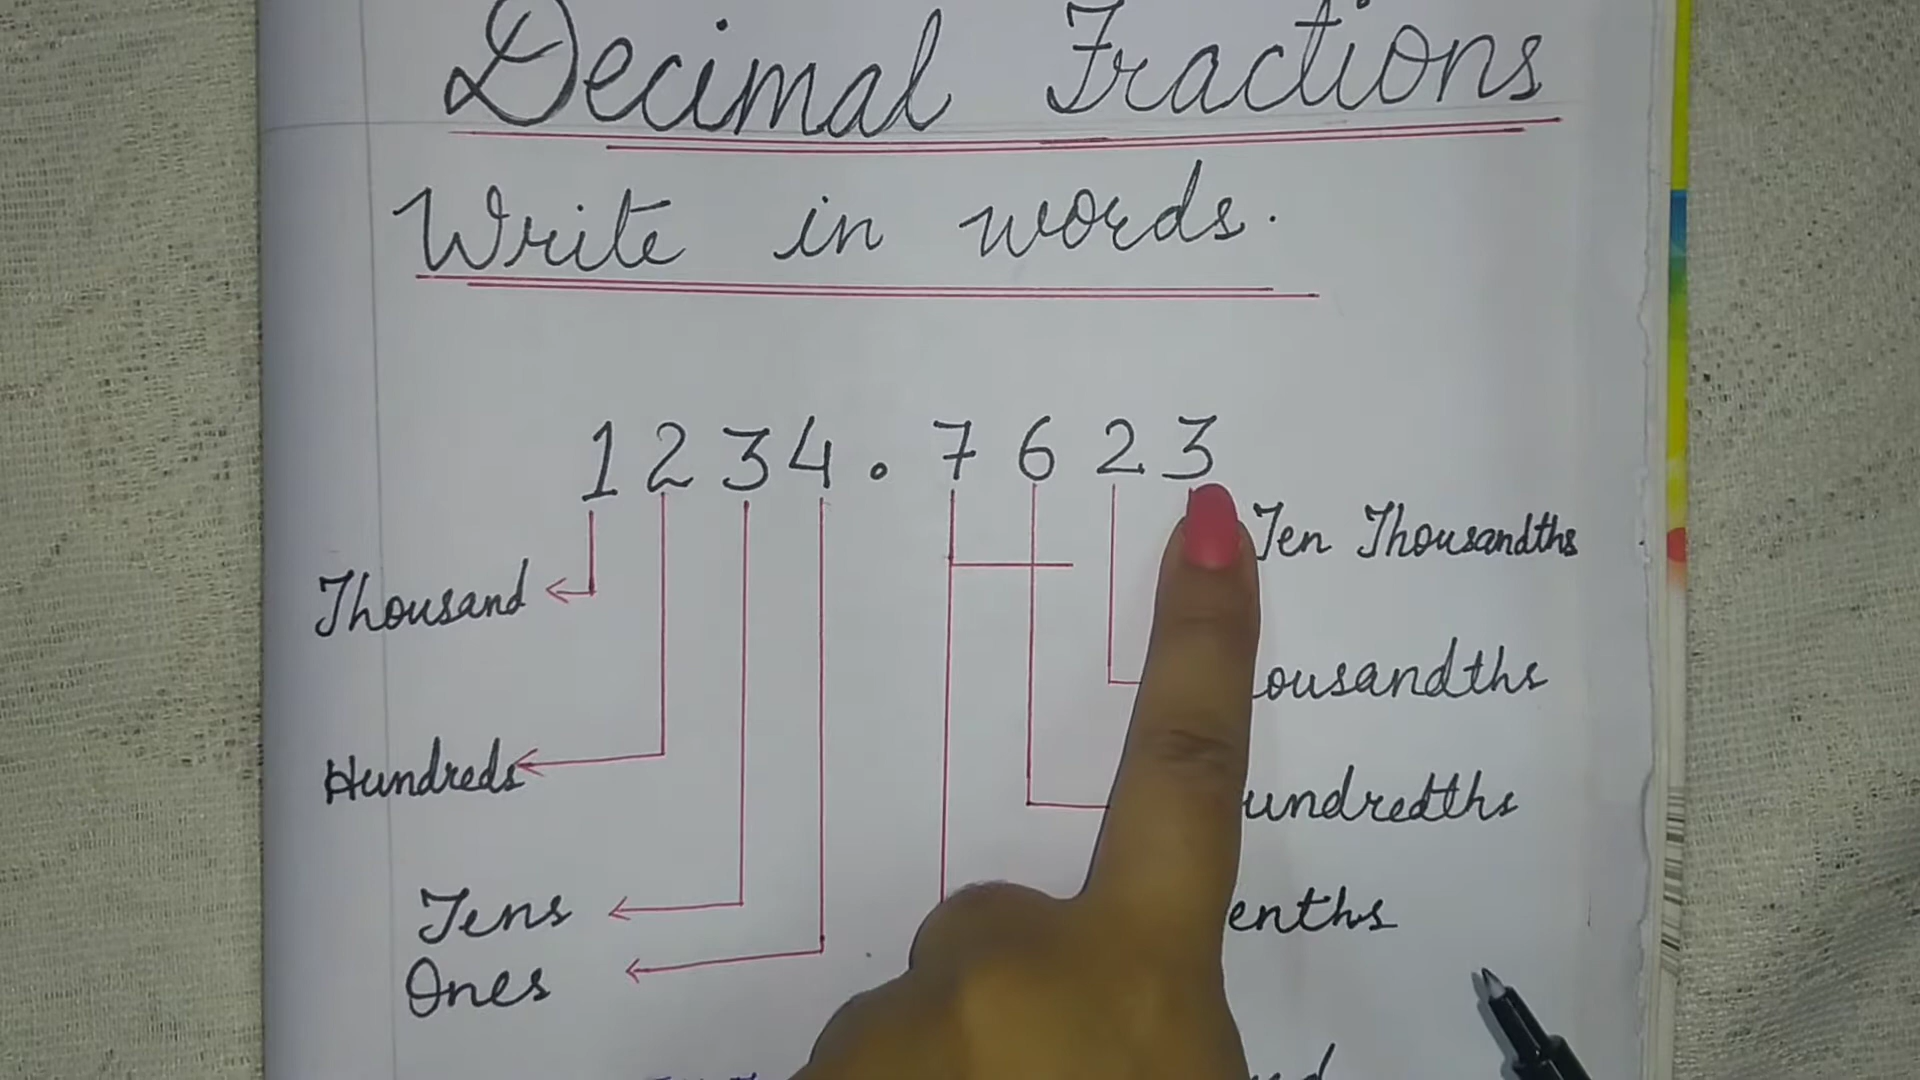 Decimal Fractions
Write in words.
1234.7623
Ten Thousandths
Thousand
ousandths
Hundreds
undredths
Tens
enths
Ones